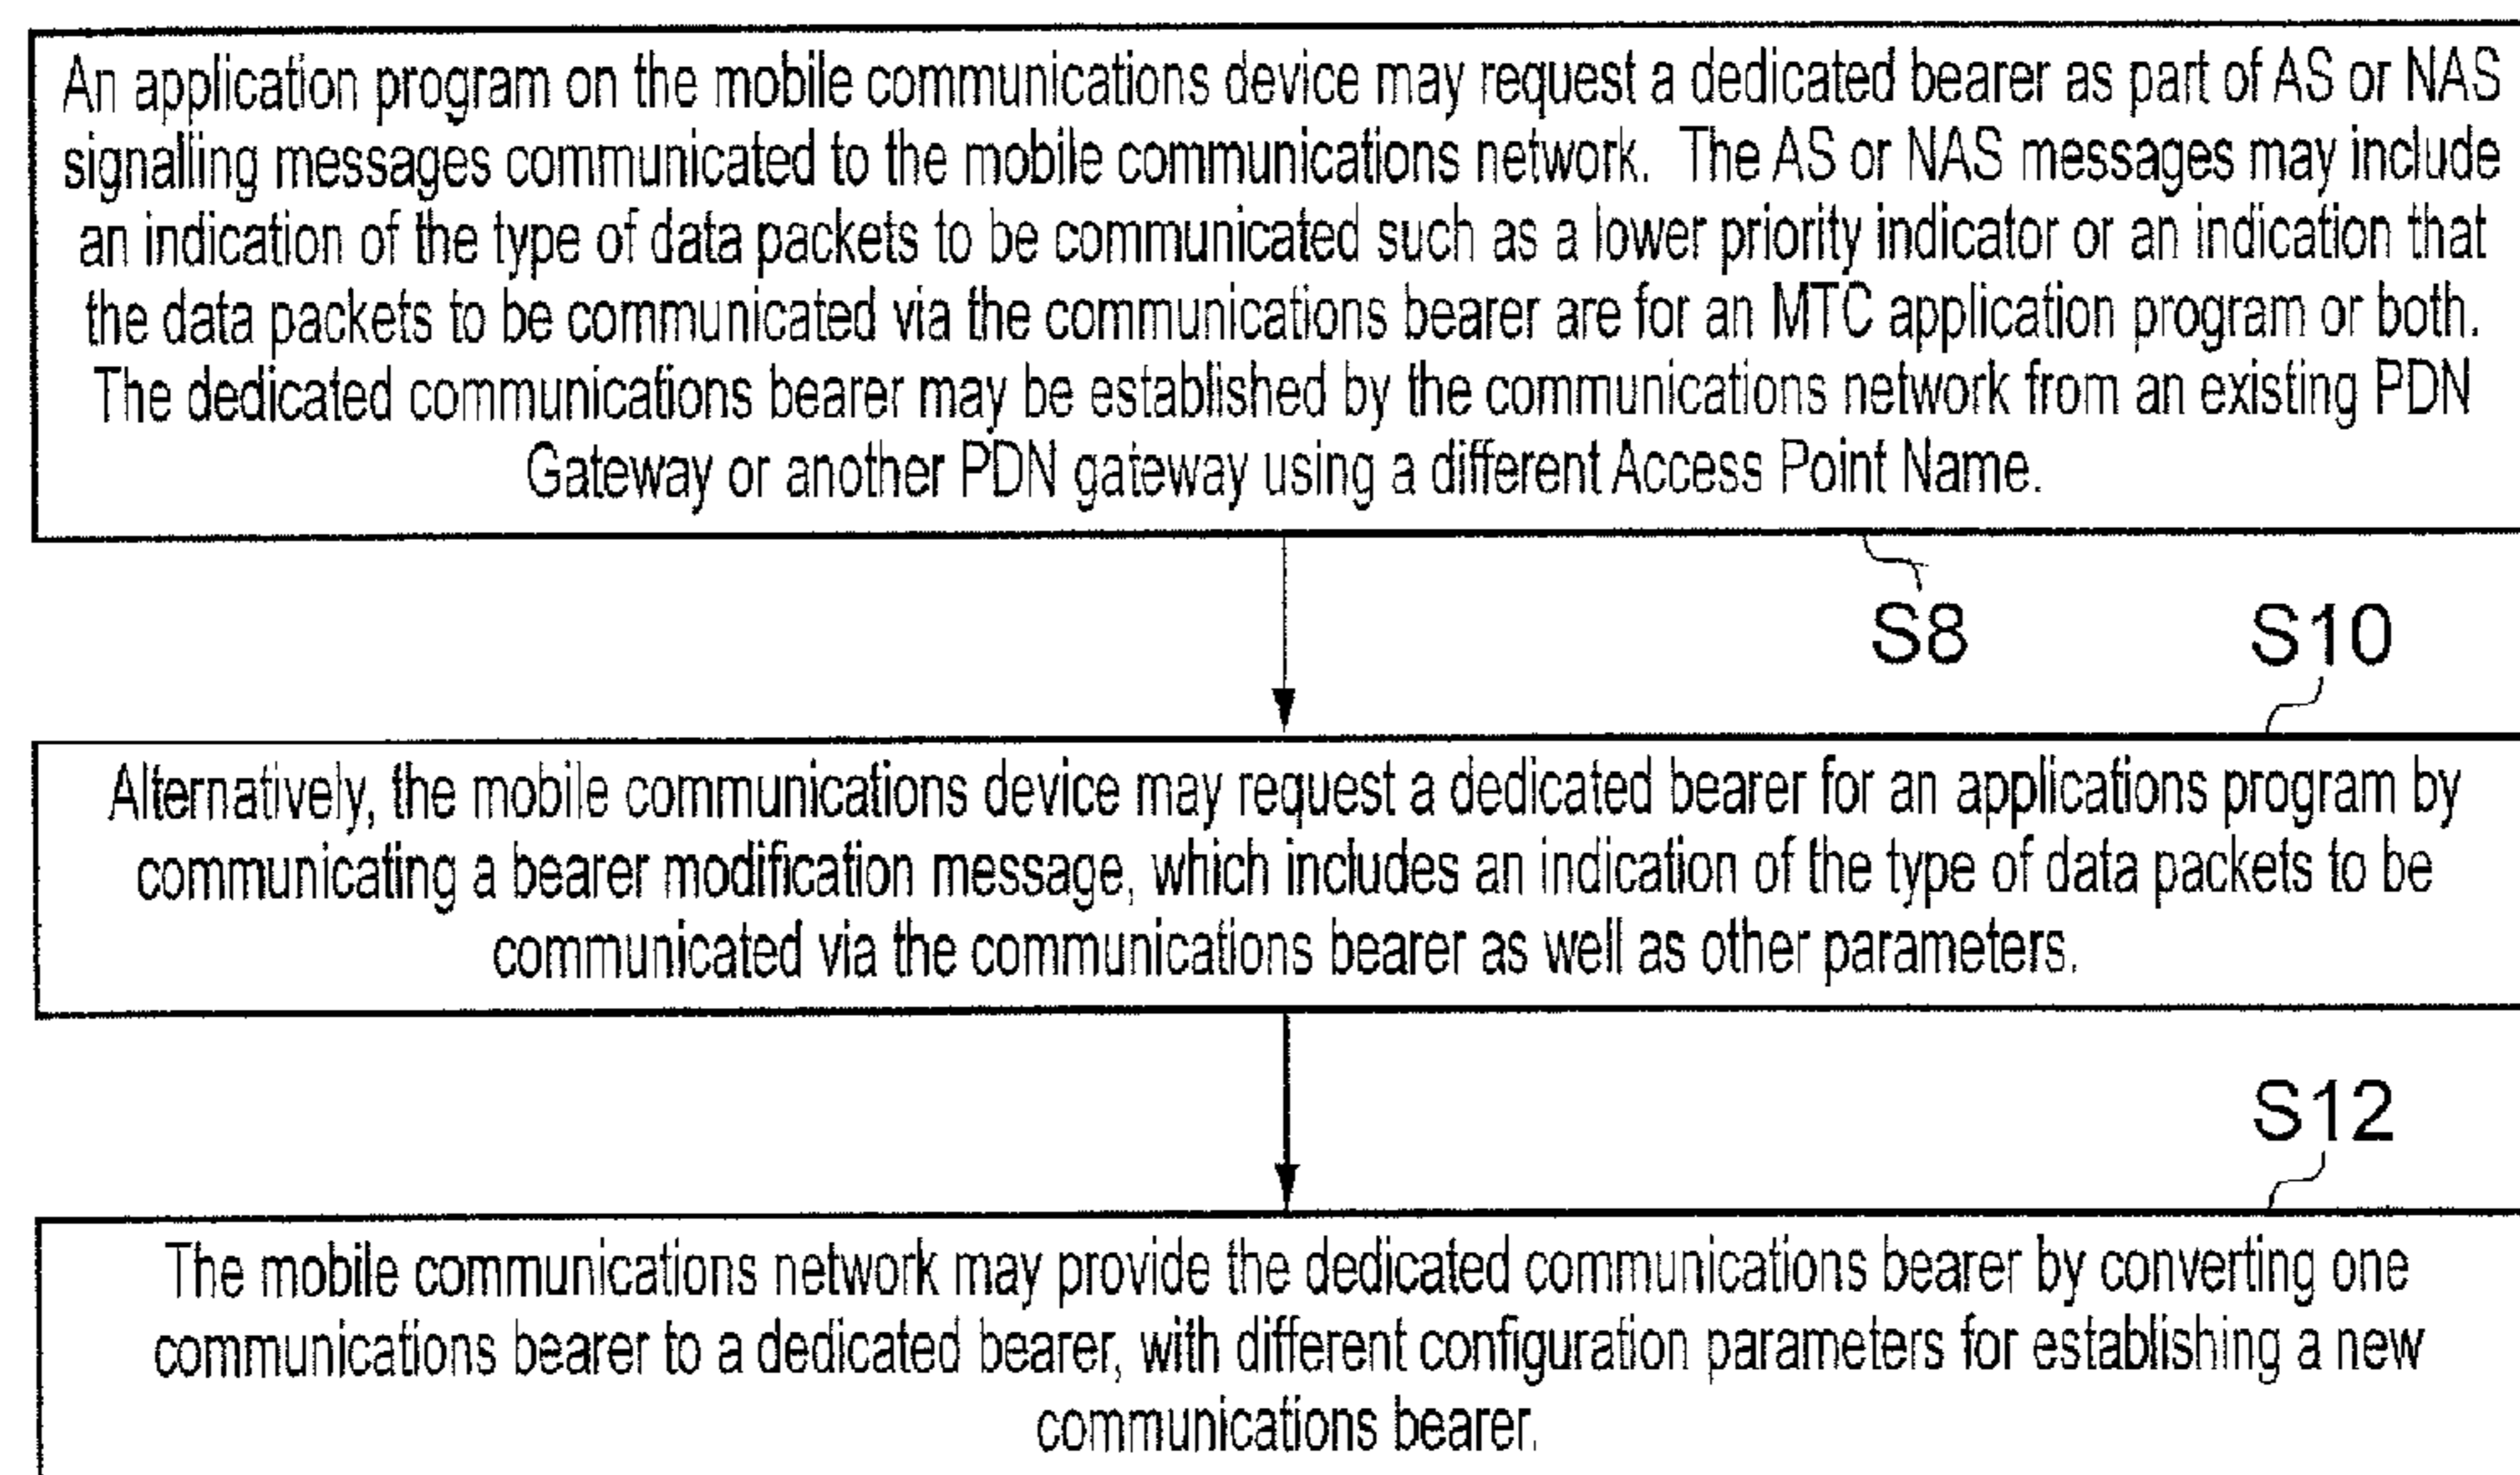 An application program on the mobile communications device may request a dedicated bearer as part of AS or NAS
signalling messages communicated to the mobile communications network. The AS or NAS messages may include
an indication of the type of data packets to be communicated such as a lower priority indicator or an indication that
the data packets to be communicated via the communications bearer are for an MTC application program or both.
The dedicated communications bearer may be established by the communications network from an existing PDN
Gateway or another PDN gateway using a different Access Point Name.
S8
S10
Alternatively, the mobile communications device may request a dedicated bearer for an applications program by
communicating a bearer modification message, which includes an indication of the type of data packets to be
communicated via the communications bearer as well as other parameters.
S12
The mobile communications network may provide the dedicated communications bearer by converting one
communications bearer to a dedicated bearer, with different configuration parameters for establishing a new
communications bearer.